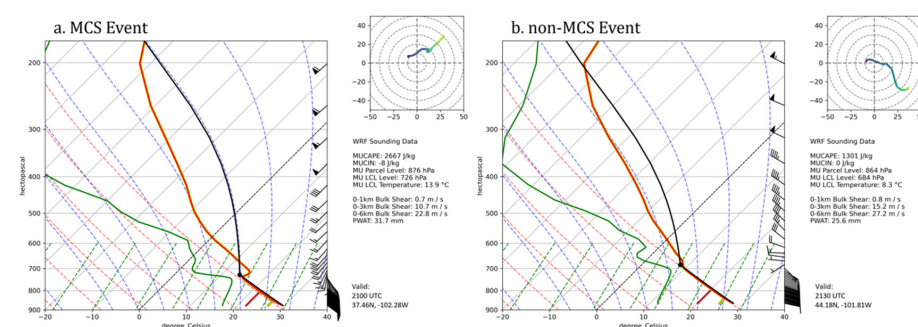 a. MCS Event
b. non-MCS Event
200
300
400
500
600
700
800
900
hectopascal
−20
−10
0
10
20
30
40
degree_Celsius
40
20
0
−20
−40
−50
−25
0
25
50
WRF Sounding Data
MUCAPE: 2667 J/kg
MUCIN: -8 J/kg
MU Parcel Level: 876 hPa
MU LCL Level: 726 hPa
MU LCL Temperature: 13.9 °C
0-1km Bulk Shear: 0.7 m / s
0-3km Bulk Shear: 10.7 m / s
0-6km Bulk Shear: 22.8 m / s
PWAT: 31.7 mm
Valid:
2100 UTC
37.46N, -102.28W
200
300
400
500
600
700
800
900
hectopascal
−20
−10
0
10
20
30
40
degree_Celsius
40
20
0
−20
−40
−50
−25
0
25
50
WRF Sounding Data
MUCAPE: 1301 J/kg
MUCIN: 0 J/kg
MU Parcel Level: 864 hPa
MU LCL Level: 684 hPa
MU LCL Temperature: 8.3 °C
0-1km Bulk Shear: 0.8 m / s
0-3km Bulk Shear: 15.2 m / s
0-6km Bulk Shear: 27.2 m / s
PWAT: 25.6 mm
Valid:
2130 UTC
44.18N, -101.81W